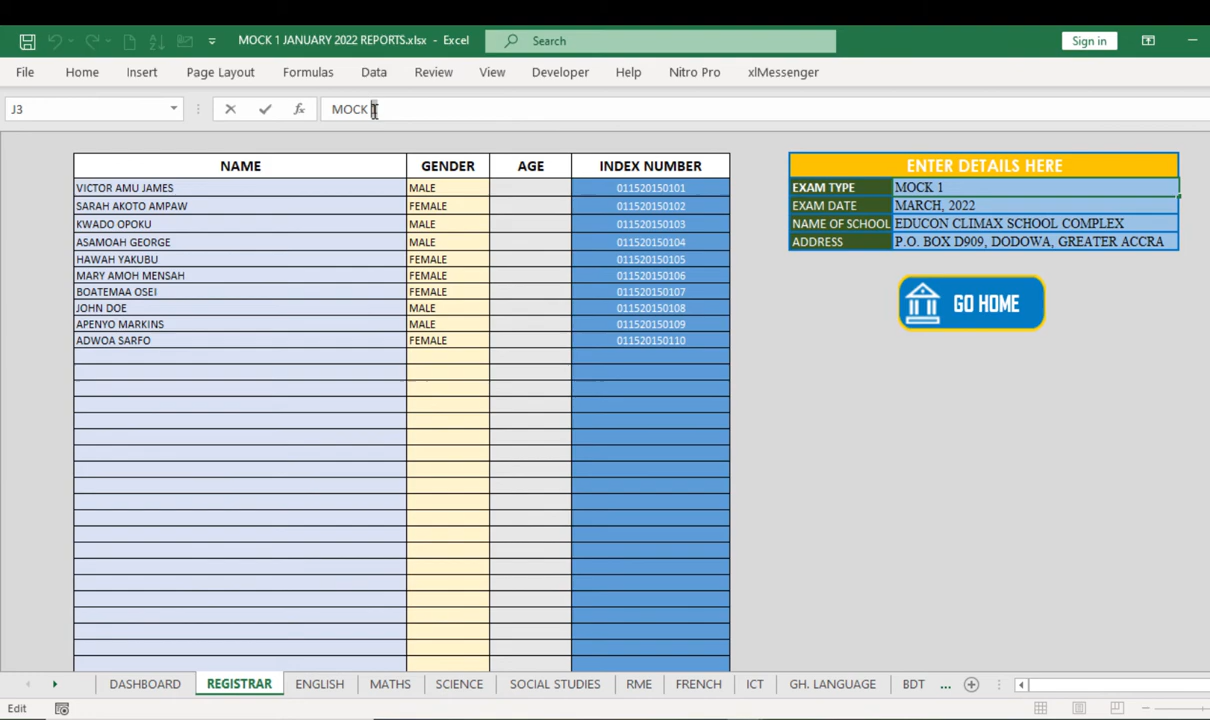 MOCK 1 JANUARY 2022 REPORTS.xlsx - Excel
Search
Sign in
File Home Insert Page Layout Formulas Data Review View Developer Help Nitro Pro xlMessenger
J3
fx
MOCK 1
NAME GENDER AGE INDEX NUMBER
VICTOR AMU JAMES MALE 011520150101
SARAH AKOTO AMPAW FEMALE 011520150102
KWADO OPOKU MALE 011520150103
ASAMOAH GEORGE MALE 011520150104
HAWAH YAKUBU FEMALE 011520150105
MARY AMOH MENSAH FEMALE 011520150106
BOATEMAA OSEI FEMALE 011520150107
JOHN DOE MALE 011520150108
APENYO MARKINS MALE 011520150109
ADWOA SARFO FEMALE 011520150110
ENTER DETAILS HERE
EXAM TYPE MOCK 1
EXAM DATE MARCH, 2022
NAME OF SCHOOL EDUCON CLIMAX SCHOOL COMPLEX
ADDRESS P.O. BOX D909, DODOWA, GREATER ACCRA
GO HOME
DASHBOARD REGISTRAR ENGLISH MATHS SCIENCE SOCIAL STUDIES RME FRENCH ICT GH. LANGUAGE BDT ...
Edit